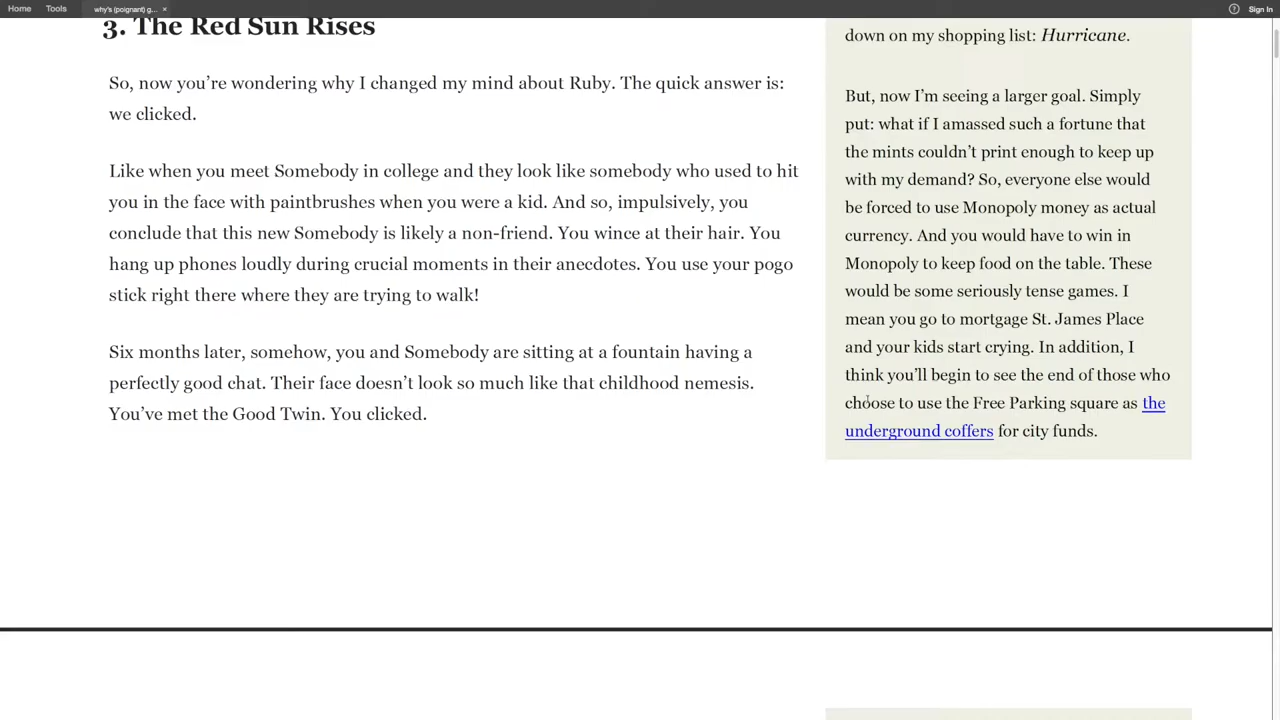 Home Tools why's (poignant) g... × ? Sign In
3. The Red Sun Rises
So, now you’re wondering why I changed my mind about Ruby. The quick answer is:
we clicked.
Like when you meet Somebody in college and they look like somebody who used to hit
you in the face with paintbrushes when you were a kid. And so, impulsively, you
conclude that this new Somebody is likely a non-friend. You wince at their hair. You
hang up phones loudly during crucial moments in their anecdotes. You use your pogo
stick right there where they are trying to walk!
Six months later, somehow, you and Somebody are sitting at a fountain having a
perfectly good chat. Their face doesn’t look so much like that childhood nemesis.
You’ve met the Good Twin. You clicked.
down on my shopping list: Hurricane.
But, now I’m seeing a larger goal. Simply
put: what if I amassed such a fortune that
the mints couldn’t print enough to keep up
with my demand? So, everyone else would
be forced to use Monopoly money as actual
currency. And you would have to win in
Monopoly to keep food on the table. These
would be some seriously tense games. I
mean you go to mortgage St. James Place
and your kids start crying. In addition, I
think you’ll begin to see the end of those who
choose to use the Free Parking square as the
underground coffers for city funds.